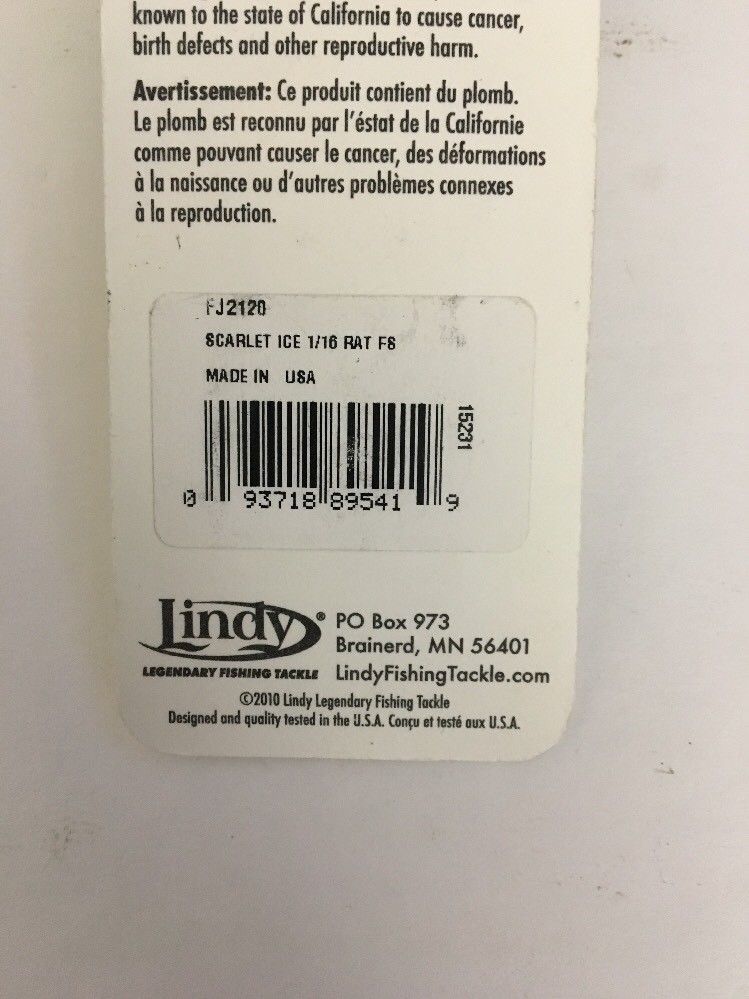 known to the state of California to cause cancer,
birth defects and other reproductive harm.
Avertissement: Ce produit contient du plomb.
Le plomb est reconnu par l'éstat de la Californie
comme pouvant causer le cancer, des déformations
à la naissance ou d'autres problèmes connexes
à la reproduction.
FJ2120
SCARLET ICE 1/16 RAT FS
MADE IN USA
15231
0 93718 89541 9
Lindy®
LEGENDARY FISHING TACKLE
PO Box 973
Brainerd, MN 56401
LindyFishingTackle.com
©2010 Lindy Legendary Fishing Tackle
Designed and quality tested in the U.S.A. Conçu et testé aux U.S.A.